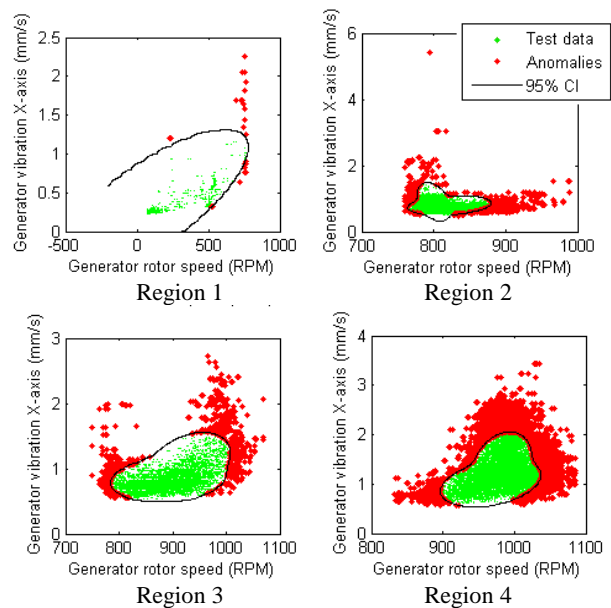 Generator vibration X-axis (mm/s)
2.5
2
1.5
1
0.5
0
-500
0
500
1000
Generator rotor speed (RPM)
Region 1
Generator vibration X-axis (mm/s)
6
4
2
0
700
800
900
1000
Generator rotor speed (RPM)
Test data
Anomalies
95% CI
Region 2
Generator vibration X-axis (mm/s)
3
2
1
0
700
800
900
1000
1100
Generator rotor speed (RPM)
Region 3
Generator vibration X-axis (mm/s)
4
3
2
1
0
800
900
1000
1100
Generator rotor speed (RPM)
Region 4